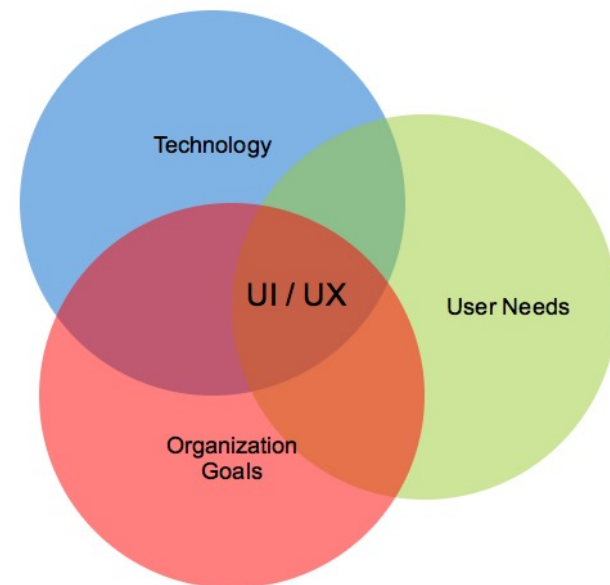 Technology
UI / UX
User Needs
Organization
Goals